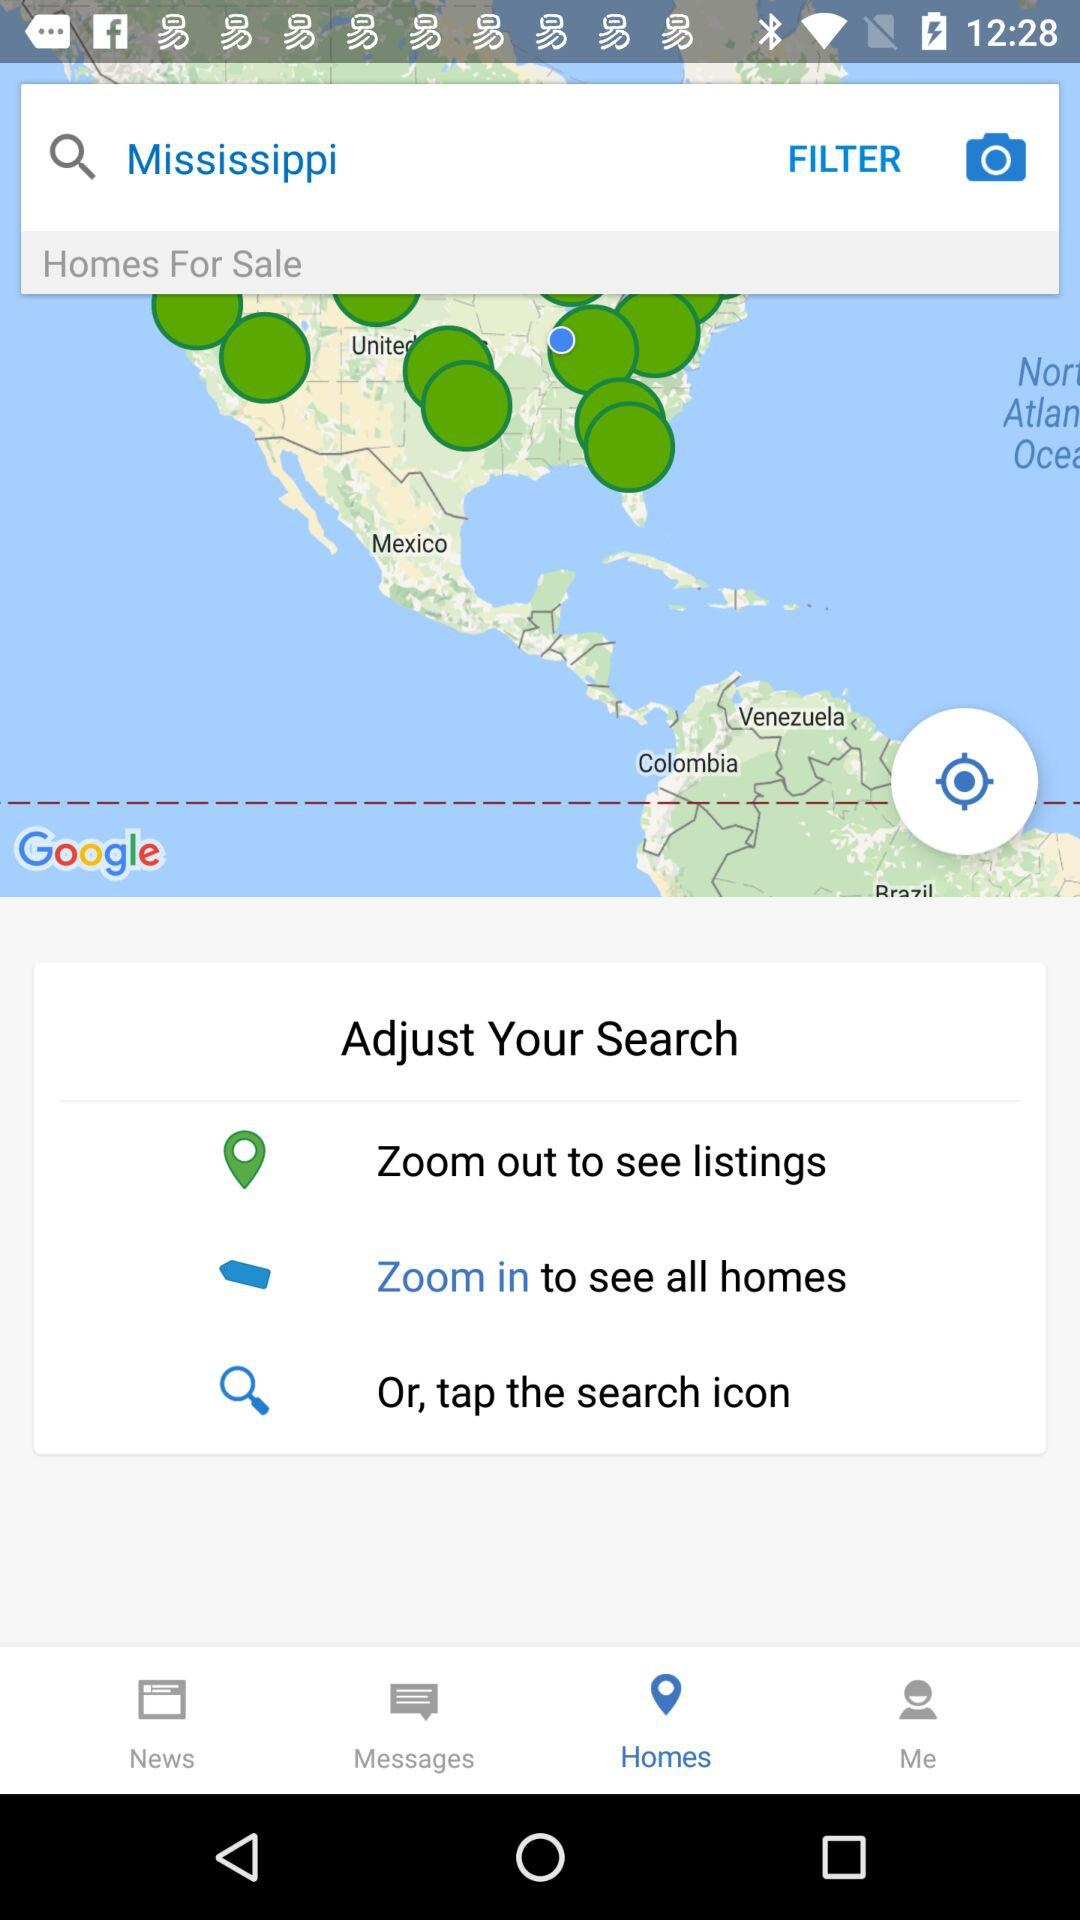 12:28
Mississippi FILTER
Homes For Sale
United
Nort
Atlan
Ocea
Mexico
Venezuela
Colombia
Google
Brazil
Adjust Your Search
Zoom out to see listings
Zoom in to see all homes
Or, tap the search icon
News Messages Homes Me